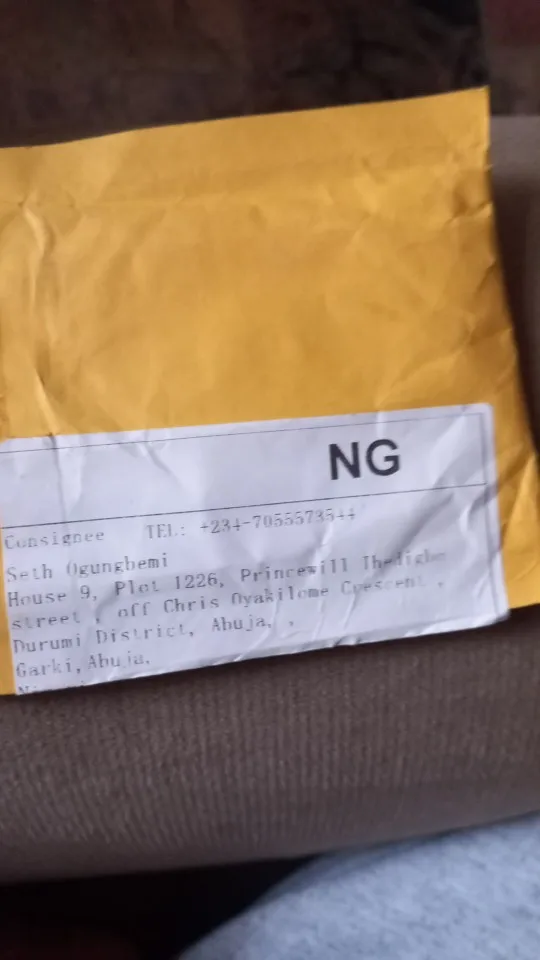 NG
Consignee TEL: +234-7055573544
Seth Ogungbemi
House 9, Plot 1226, Princewill
street , off Chris Oyakilome Crescent ,
Durumi District, Abuja, ,
Garki,Abuja,